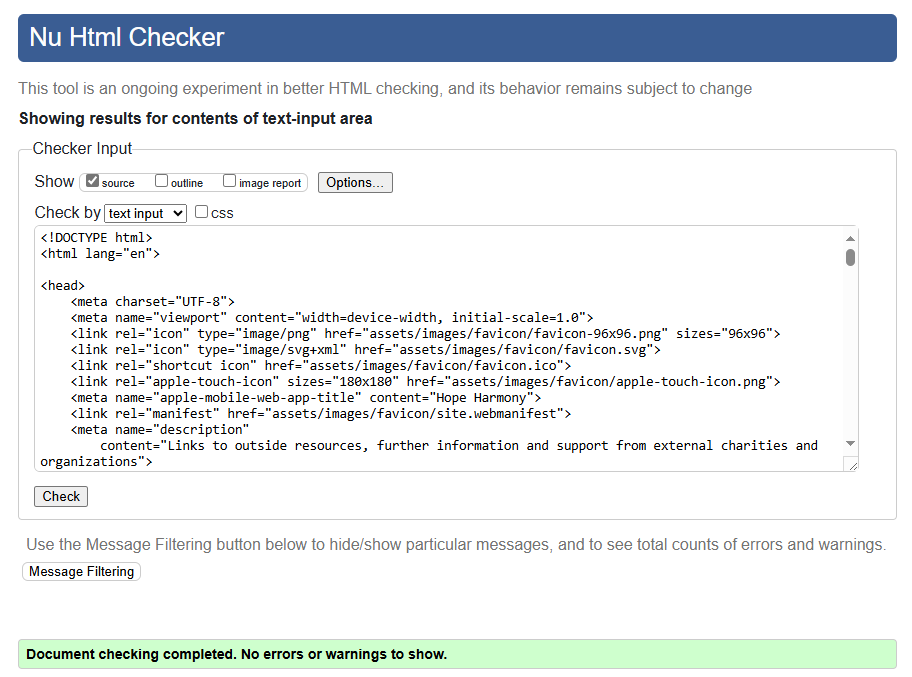 Nu Html Checker
This tool is an ongoing experiment in better HTML checking, and its behavior remains subject to change
Showing results for contents of text-input area
Checker Input
Show source outline image report Options...
Check by text input css
<!DOCTYPE html>
<html lang="en">
<head>
<meta charset="UTF-8">
<meta name="viewport" content="width=device-width, initial-scale=1.0">
<link rel="icon" type="image/png" href="assets/images/favicon/favicon-96x96.png" sizes="96x96">
<link rel="icon" type="image/svg+xml" href="assets/images/favicon/favicon.svg">
<link rel="shortcut icon" href="assets/images/favicon/favicon.ico">
<link rel="apple-touch-icon" sizes="180x180" href="assets/images/favicon/apple-touch-icon.png">
<meta name="apple-mobile-web-app-title" content="Hope Harmony">
<link rel="manifest" href="assets/images/favicon/site.webmanifest">
<meta name="description"
content="Links to outside resources, further information and support from external charities and
organizations">
Check
Use the Message Filtering button below to hide/show particular messages, and to see total counts of errors and warnings.
Message Filtering
Document checking completed. No errors or warnings to show.